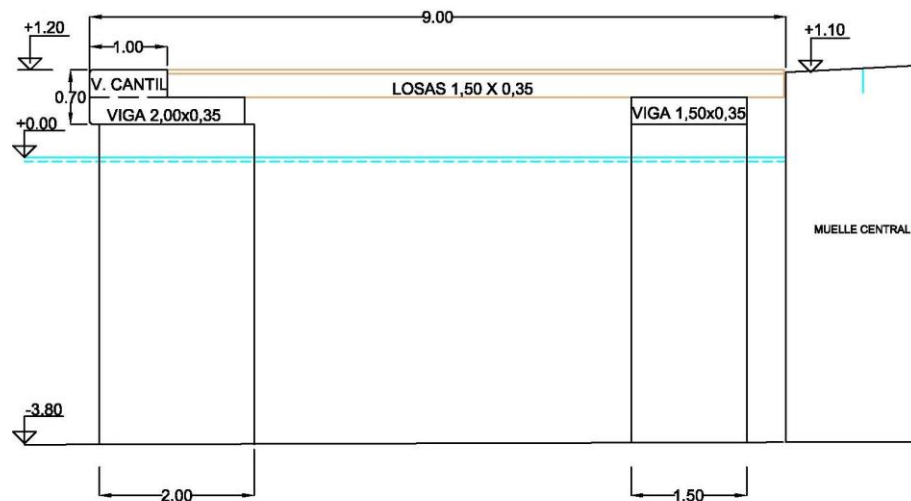 9.00
+1.20
+1.10
1.00
V. CANTIL
LOSAS 1,50 X 0,35
0.70
VIGA 2,00x0,35
VIGA 1,50x0,35
+0.00
MUELLE CENTRAL
-3.80
2.00
1.50